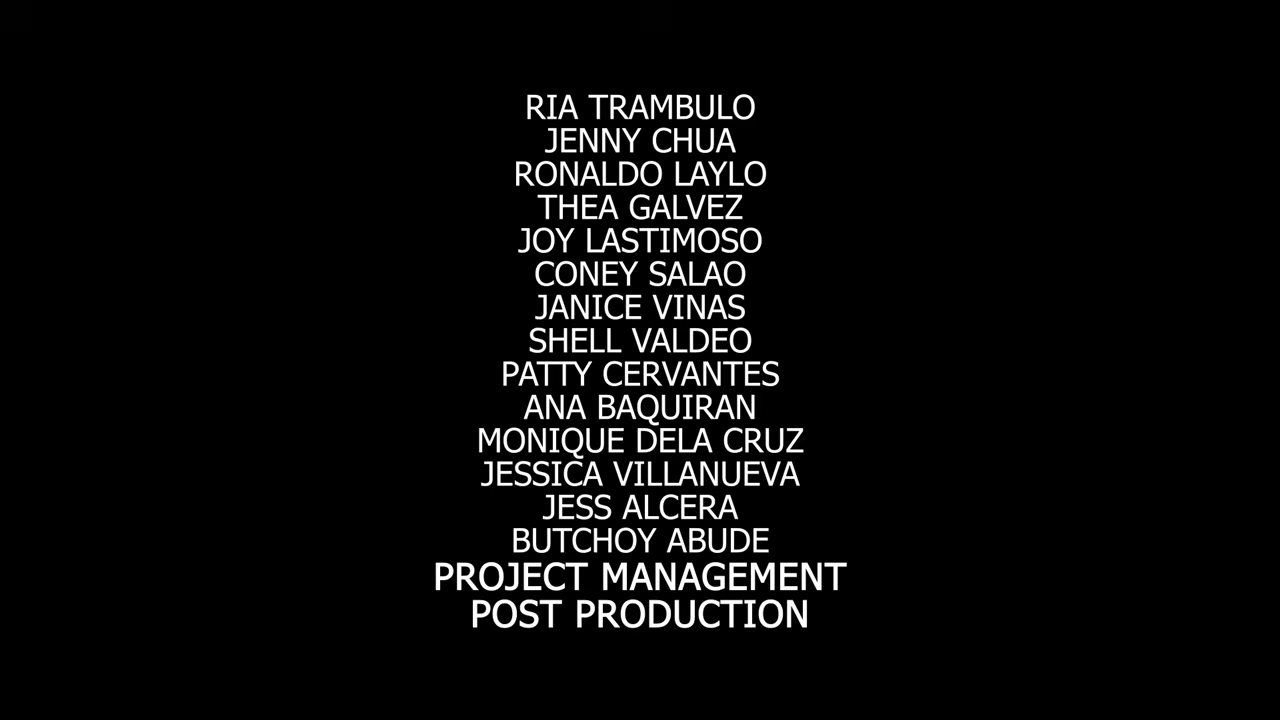 RIA TRAMBULO
JENNY CHUA
RONALDO LAYLO
THEA GALVEZ
JOY LASTIMOSO
CONEY SALAO
JANICE VINAS
SHELL VALDEO
PATTY CERVANTES
ANA BAQUIRAN
MONIQUE DELA CRUZ
JESSICA VILLANUEVA
JESS ALCERA
BUTCHOY ABUDE
PROJECT MANAGEMENT
POST PRODUCTION